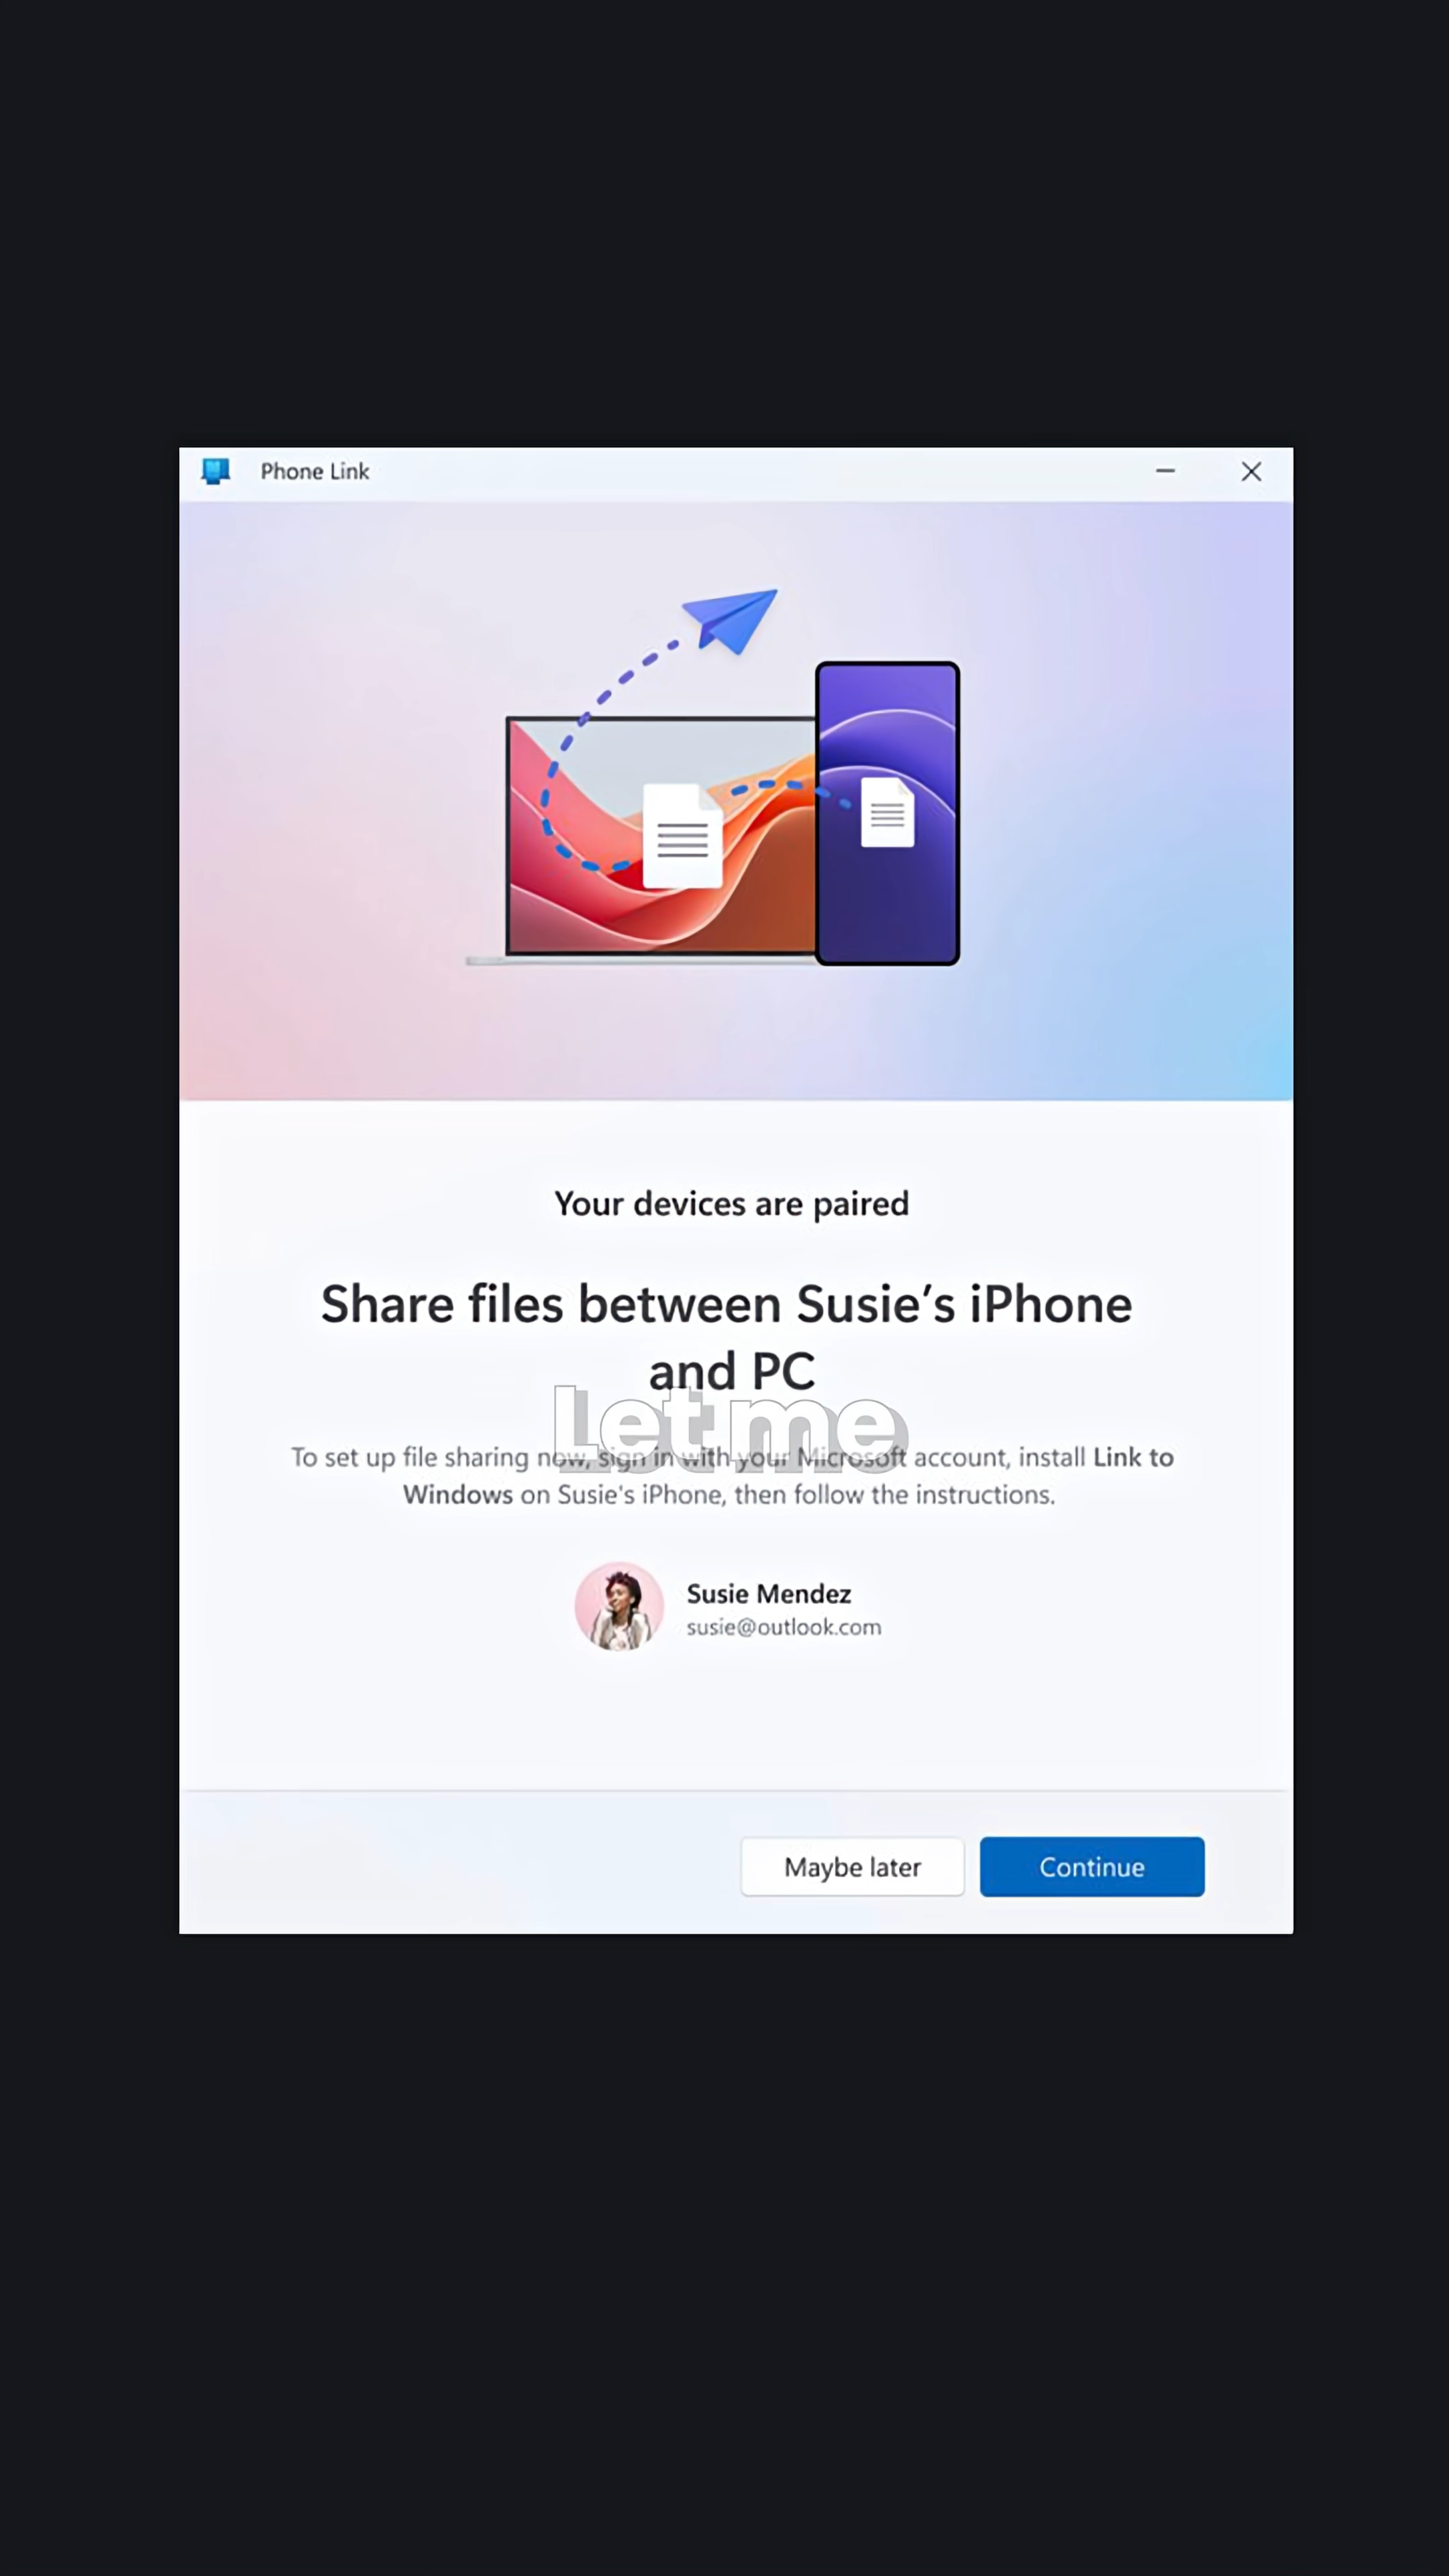 Phone Link
Your devices are paired
Share files between Susie's iPhone
and PC
Let me
To set up file sharing now, sign in with your Microsoft account, install Link to
Windows on Susie's iPhone, then follow the instructions.
Susie Mendez
susie@outlook.com
Maybe later
Continue